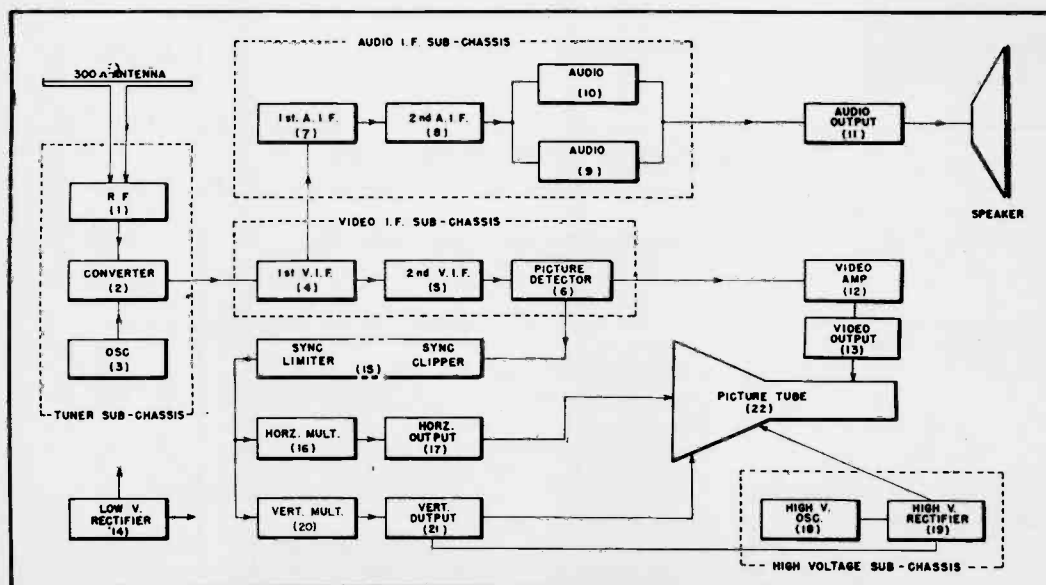 AUDIO I.F. SUB-CHASSIS
300 Ω ANTENNA
AUDIO
(10)
1st. A. I.F.
(7)
2nd A. I.F.
(8)
AUDIO
(9)
AUDIO
OUTPUT
(11)
SPEAKER
R F
(1)
VIDEO I.F. SUB-CHASSIS
CONVERTER
(2)
1st V. I.F.
(4)
2nd V. I.F.
(5)
PICTURE
DETECTOR
(6)
VIDEO
AMP
(12)
VIDEO
OUTPUT
(13)
OSC
(3)
TUNER SUB-CHASSIS
SYNC
LIMITER
(15)
SYNC
CLIPPER
PICTURE TUBE
(22)
HORZ. MULT.
(16)
HORZ.
OUTPUT
(17)
LOW V.
RECTIFIER
(14)
VERT. MULT.
(20)
VERT.
OUTPUT
(21)
HIGH V.
OSC.
(18)
HIGH V.
RECTIFIER
(19)
HIGH VOLTAGE SUB-CHASSIS